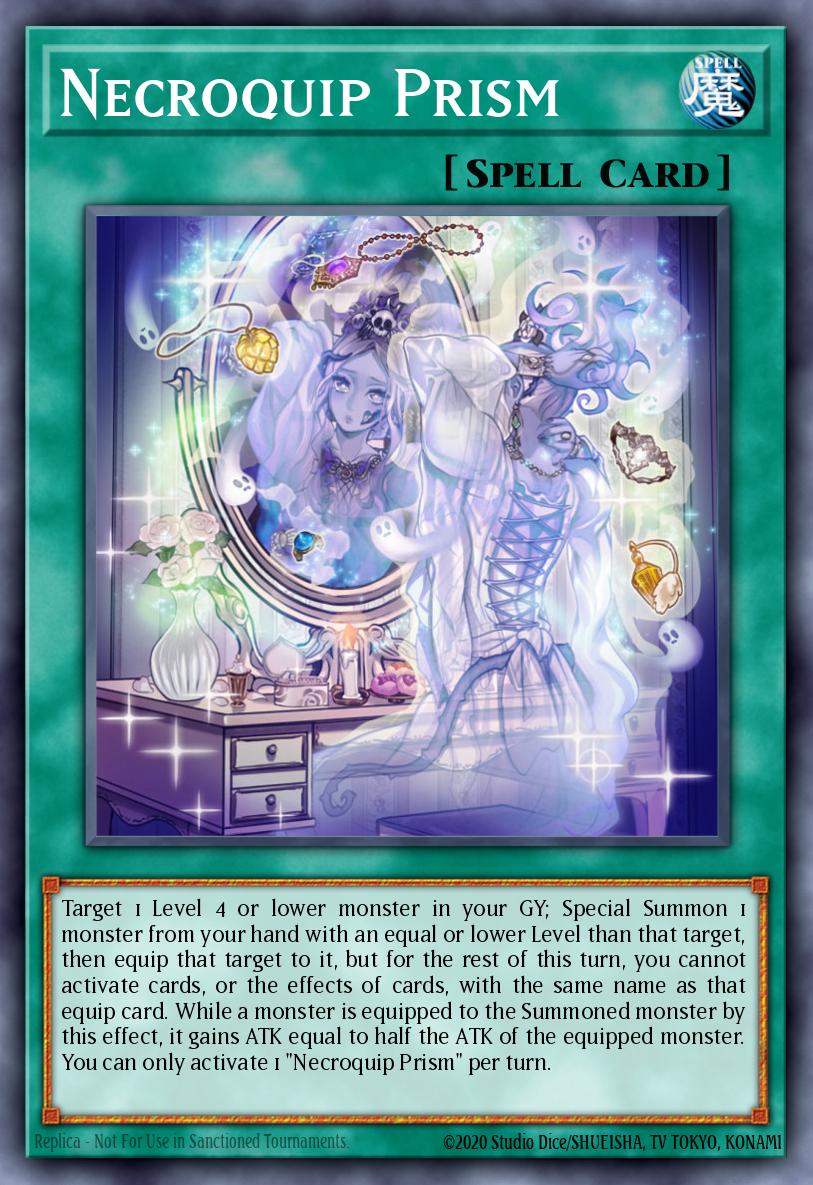 Necroquip Prism
SPELL
魔
[Spell Card]
Target 1 Level 4 or lower monster in your GY; Special Summon 1
monster from your hand with an equal or lower Level than that target,
then equip that target to it, but for the rest of this turn, you cannot
activate cards, or the effects of cards, with the same name as that
equip card. While a monster is equipped to the Summoned monster by
this effect, it gains ATK equal to half the ATK of the equipped monster.
You can only activate 1 "Necroquip Prism" per turn.
Replica - Not For Use in Sanctioned Tournaments.
©2020 Studio Dice/SHUEISHA, TV TOKYO, KONAMI